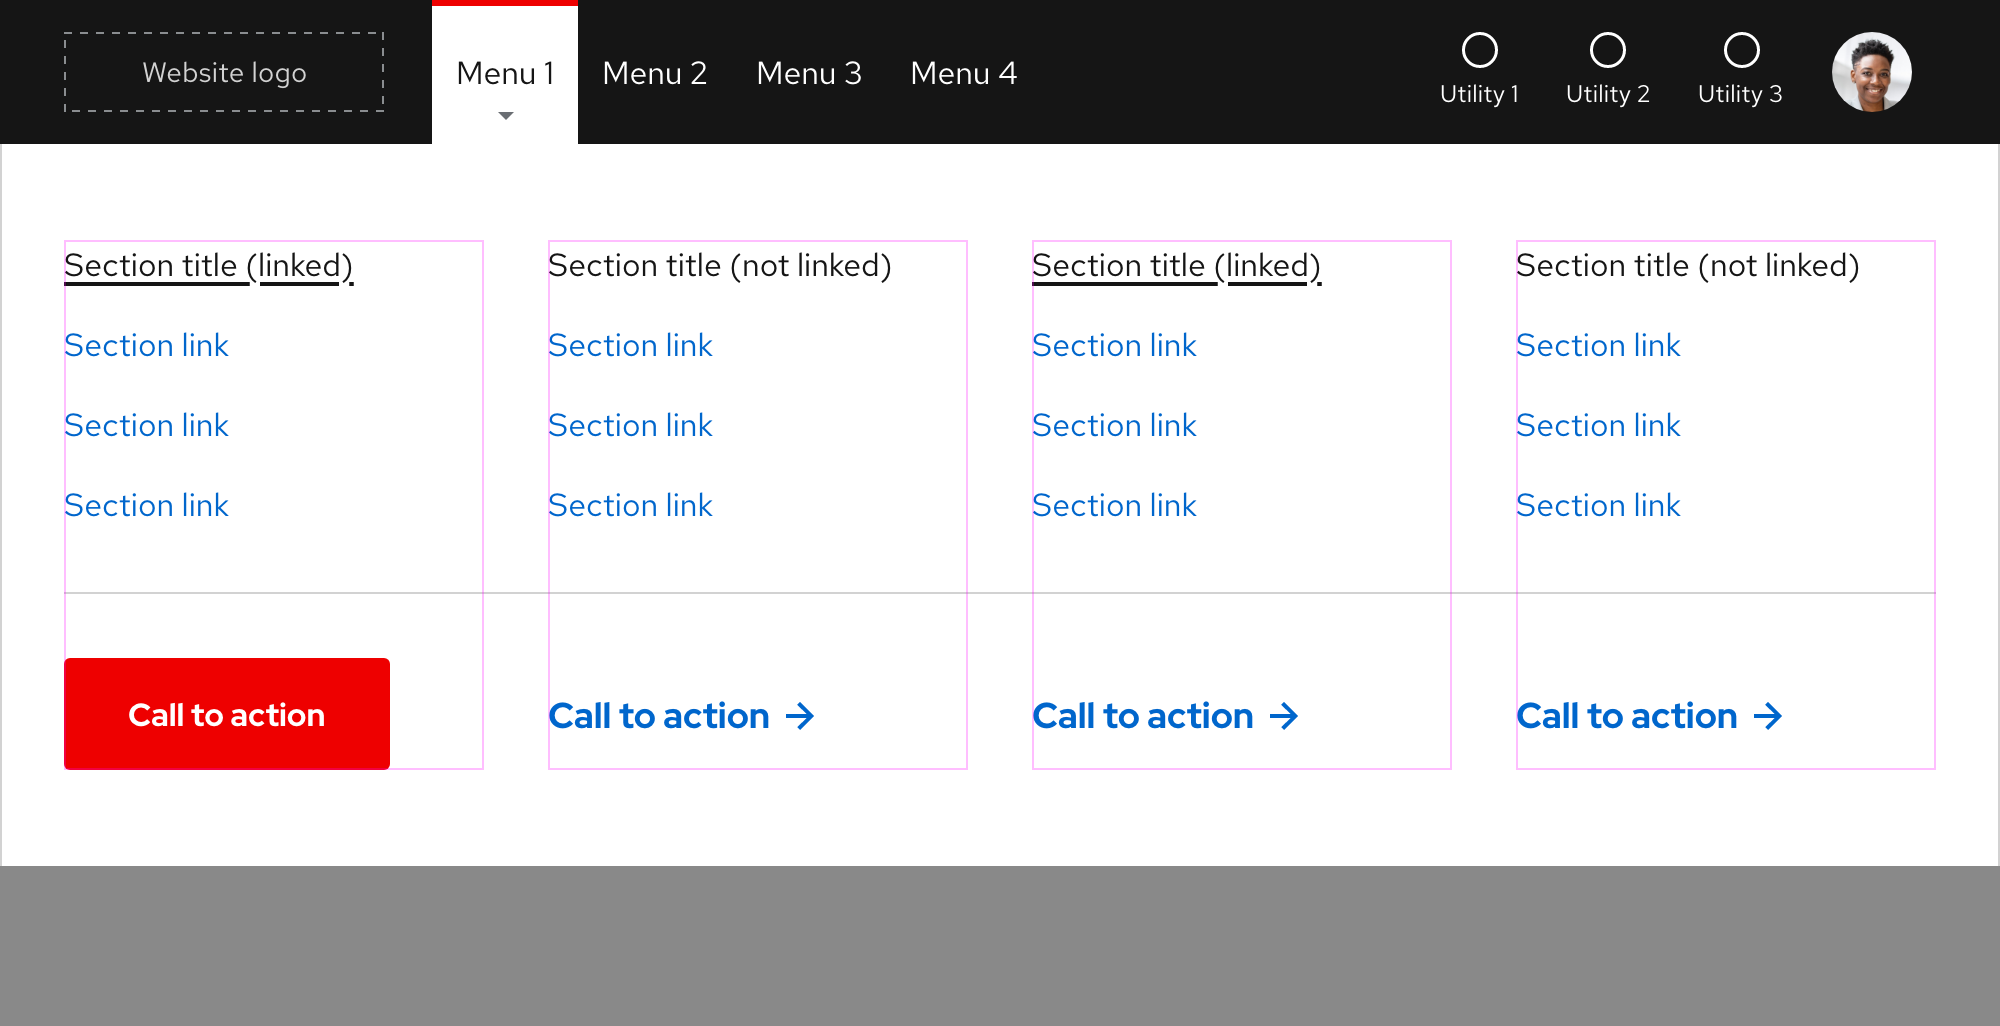 Website logo
Menu 1 Menu 2 Menu 3 Menu 4
Utility 1 Utility 2 Utility 3
Section title (linked) Section title (not linked) Section title (linked) Section title (not linked)
Section link Section link Section link Section link
Section link Section link Section link Section link
Section link Section link Section link Section link
Call to action Call to action Call to action Call to action